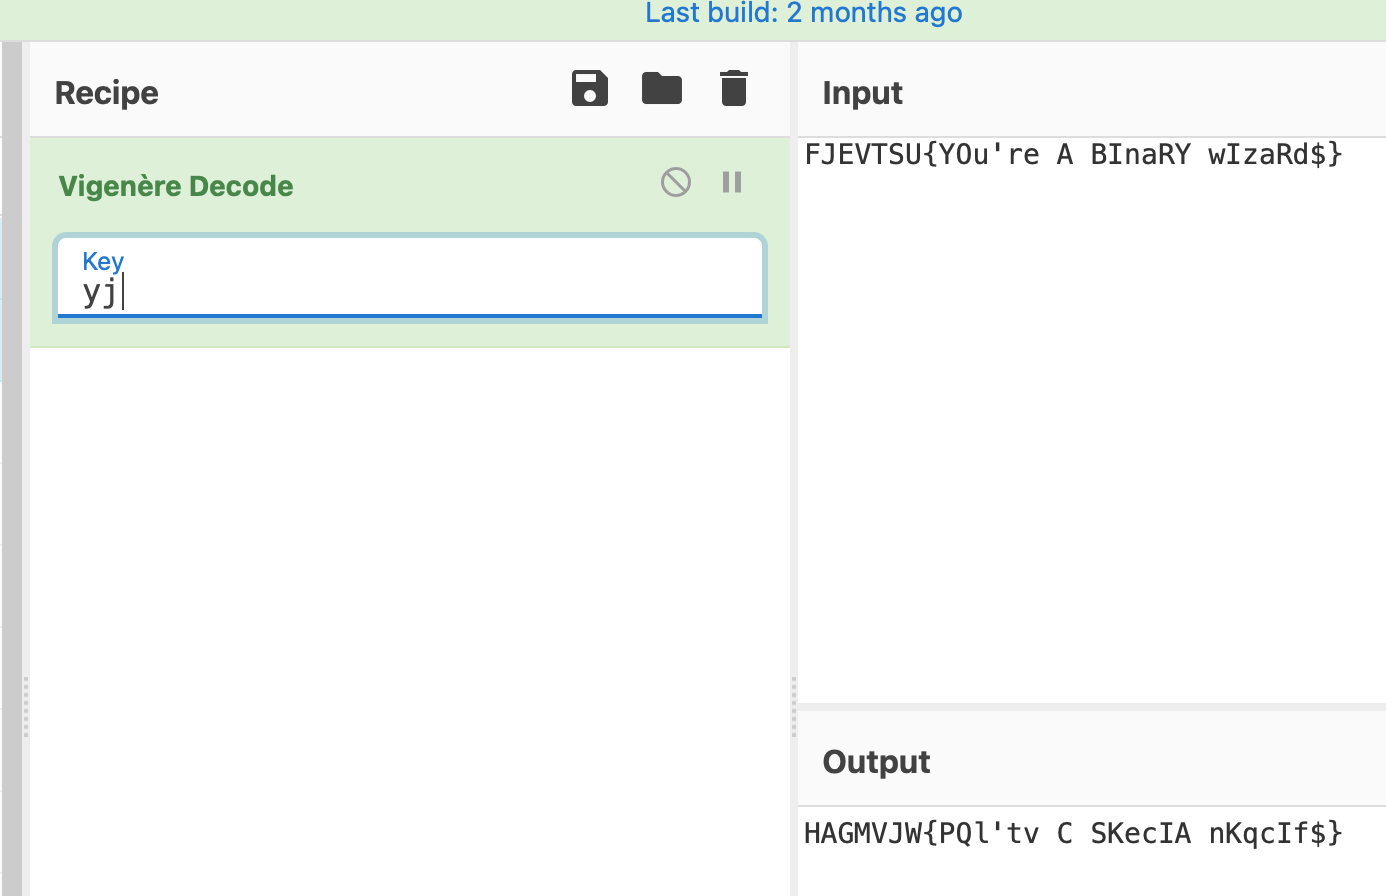 Last build: 2 months ago
Recipe
Vigenère Decode
Key
yj
Input
FJEVTSU{YOu're A BInaRY wIzaRd$}
Output
HAGMVJW{PQl'tv C SKecIA nKqcIf$}